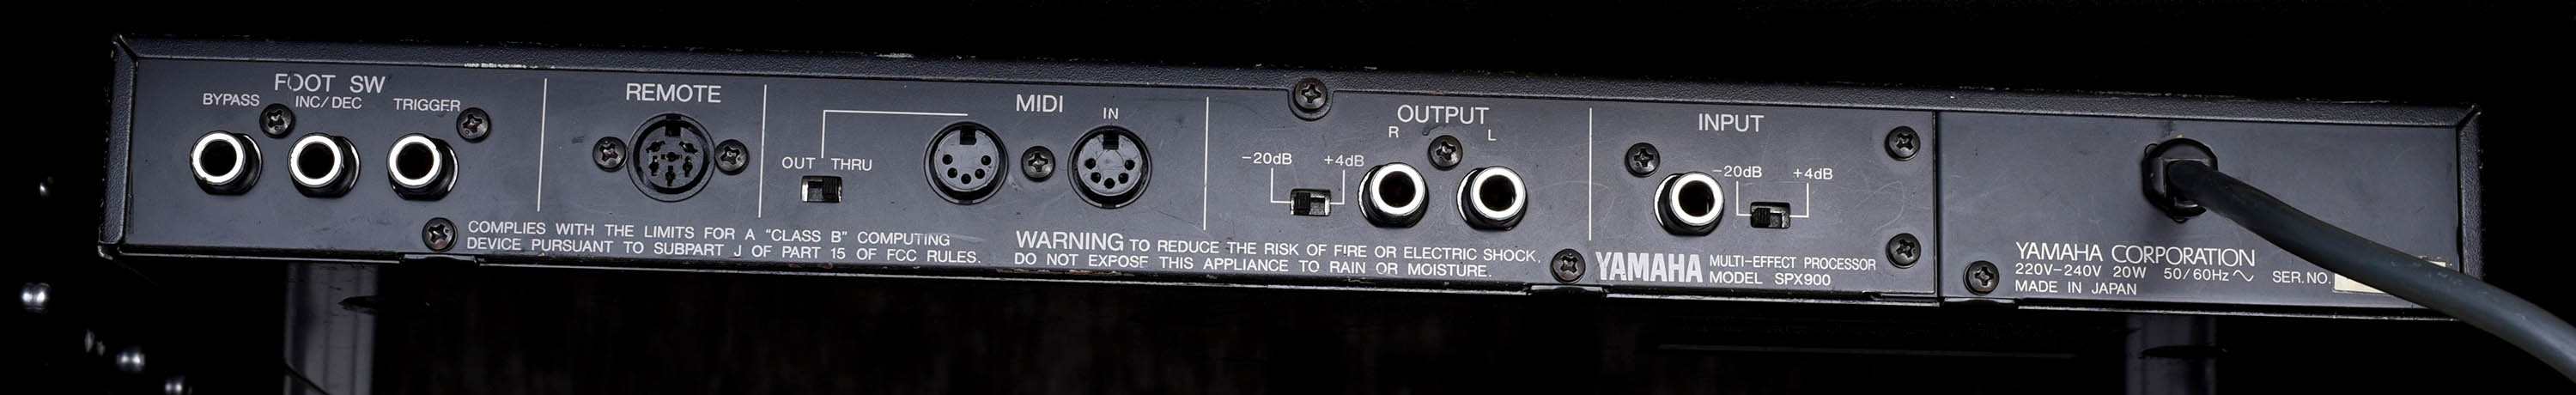 FOOT SW
BYPASS INC/DEC TRIGGER
REMOTE
MIDI
IN
OUT THRU
OUTPUT
R L
-20dB +4dB
INPUT
-20dB +4dB
COMPLIES WITH THE LIMITS FOR A "CLASS B" COMPUTING
DEVICE PURSUANT TO SUBPART J OF PART 15 OF FCC RULES.
WARNING TO REDUCE THE RISK OF FIRE OR ELECTRIC SHOCK,
DO NOT EXPOSE THIS APPLIANCE TO RAIN OR MOISTURE.
YAMAHA MULTI-EFFECT PROCESSOR
MODEL SPX900
YAMAHA CORPORATION
220V-240V 20W 50/60Hz ～ SER.NO.
MADE IN JAPAN